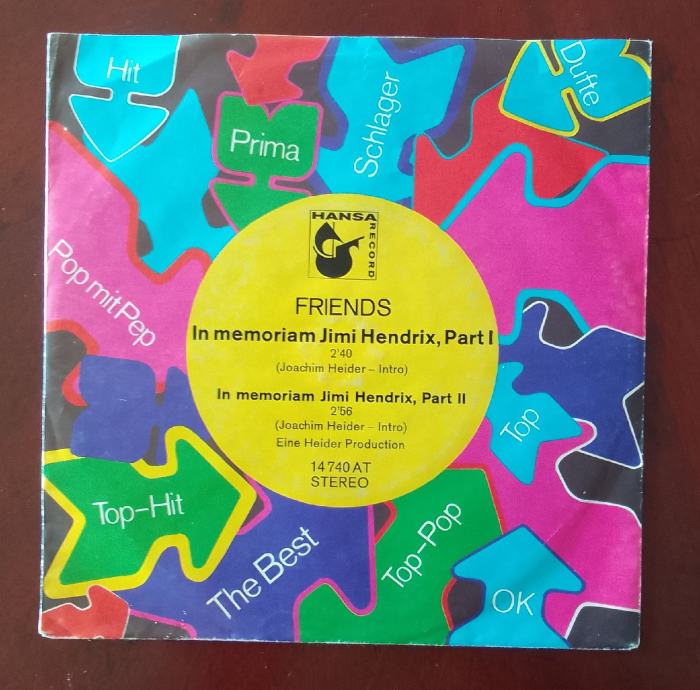 Hit
Prima
Schlager
Dufte
Pop mit Pep
HANSA
RECORD
FRIENDS
In memoriam Jimi Hendrix, Part I
2'40
(Joachim Heider – Intro)
In memoriam Jimi Hendrix, Part II
2'56
(Joachim Heider – Intro)
Eine Heider Production
14 740 AT
STEREO
Top
Top-Hit
The Best
Top-Pop
OK